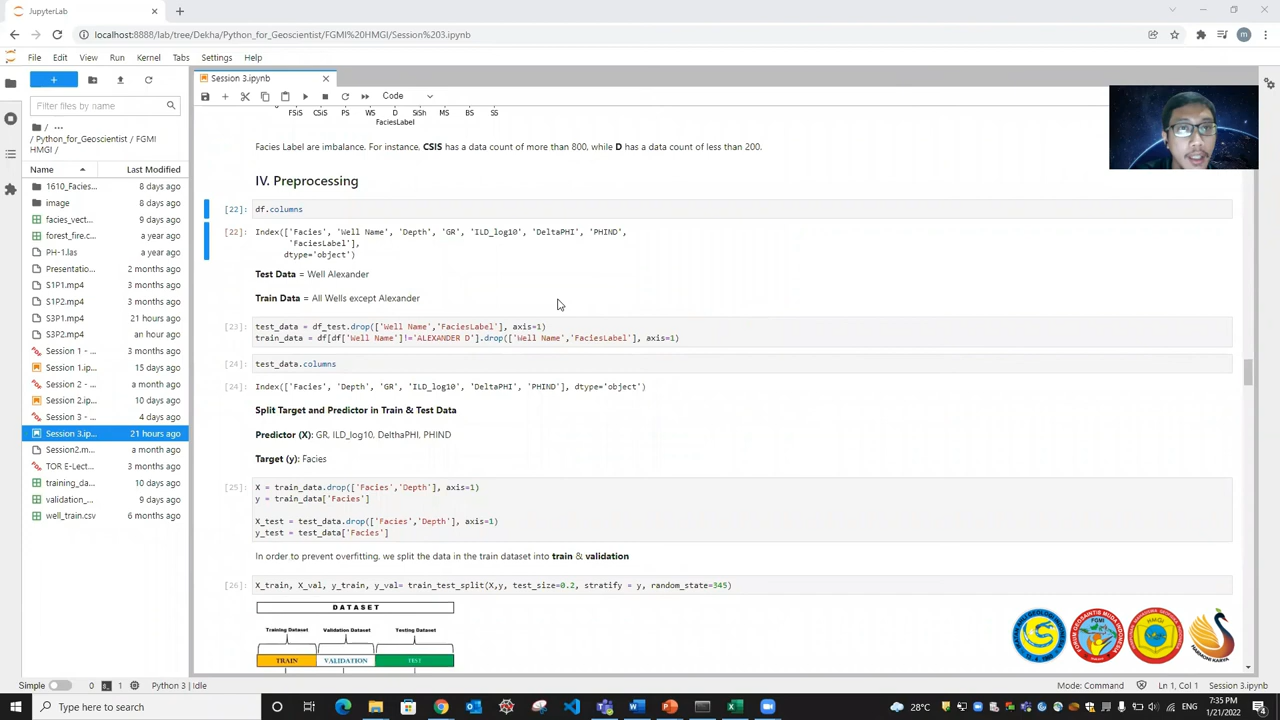 JupyterLab
localhost:8888/lab/tree/Dekha/Python_for_Geoscientist/FGMI%20HMGI/Session%203.ipynb
m
File Edit View Run Kernel Tabs Settings Help
Session 3.ipynb
Code
Filter files by name
/ ...
/ Python_for_Geoscientist / FGMI
HMGI /
Name Last Modified
1610_Facies... 8 days ago
image 8 days ago
facies_vect... 9 days ago
forest_fire.c... a year ago
PH-1.las a year ago
Presentatio... 2 months ago
S1P1.mp4 3 months ago
S1P2.mp4 3 months ago
S3P1.mp4 21 hours ago
S3P2.mp4 an hour ago
Session 1 - ... 3 months ago
Session 1.ip... 15 days ago
Session 2 - ... a month ago
Session 2.ip... 10 days ago
Session 3 - ... 4 days ago
Session 3.ip... 21 hours ago
Session2.m... a month ago
TOR E-Lect... 3 months ago
training_da... 10 days ago
validation_... 9 days ago
well_train.csv 6 months ago
FSiS CSiS PS WS D SiSh MS BS SS
FaciesLabel
Facies Label are imbalance. For instance, CSIS has a data count of more than 800, while D has a data count of less than 200.
IV. Preprocessing
[22]: df.columns
[22]: Index(['Facies', 'Well Name', 'Depth', 'GR', 'ILD_log10', 'DeltaPHI', 'PHIND',
'FaciesLabel'],
dtype='object')
Test Data = Well Alexander
Train Data = All Wells except Alexander
[23]: test_data = df_test.drop(['Well Name','FaciesLabel'], axis=1)
train_data = df[df['Well Name']!='ALEXANDER D'].drop(['Well Name','FaciesLabel'], axis=1)
[24]: test_data.columns
[24]: Index(['Facies', 'Depth', 'GR', 'ILD_log10', 'DeltaPHI', 'PHIND'], dtype='object')
Split Target and Predictor in Train & Test Data
Predictor (X): GR, ILD_log10, DelthaPHI, PHIND
Target (y): Facies
[25]: X = train_data.drop(['Facies','Depth'], axis=1)
y = train_data['Facies']
X_test = test_data.drop(['Facies','Depth'], axis=1)
y_test = test_data['Facies']
In order to prevent overfitting, we split the data in the train dataset into train & validation
[26]: X_train, X_val, y_train, y_val= train_test_split(X,y, test_size=0.2, stratify = y, random_state=345)
DATASET
Training Dataset Validation Dataset Testing Dataset
TRAIN VALIDATION TEST
Simple 0 1 Python 3 | Idle Mode: Command Ln 1, Col 1 Session 3.ipynb
Type here to search
28°C
7:35 PM
1/21/2022